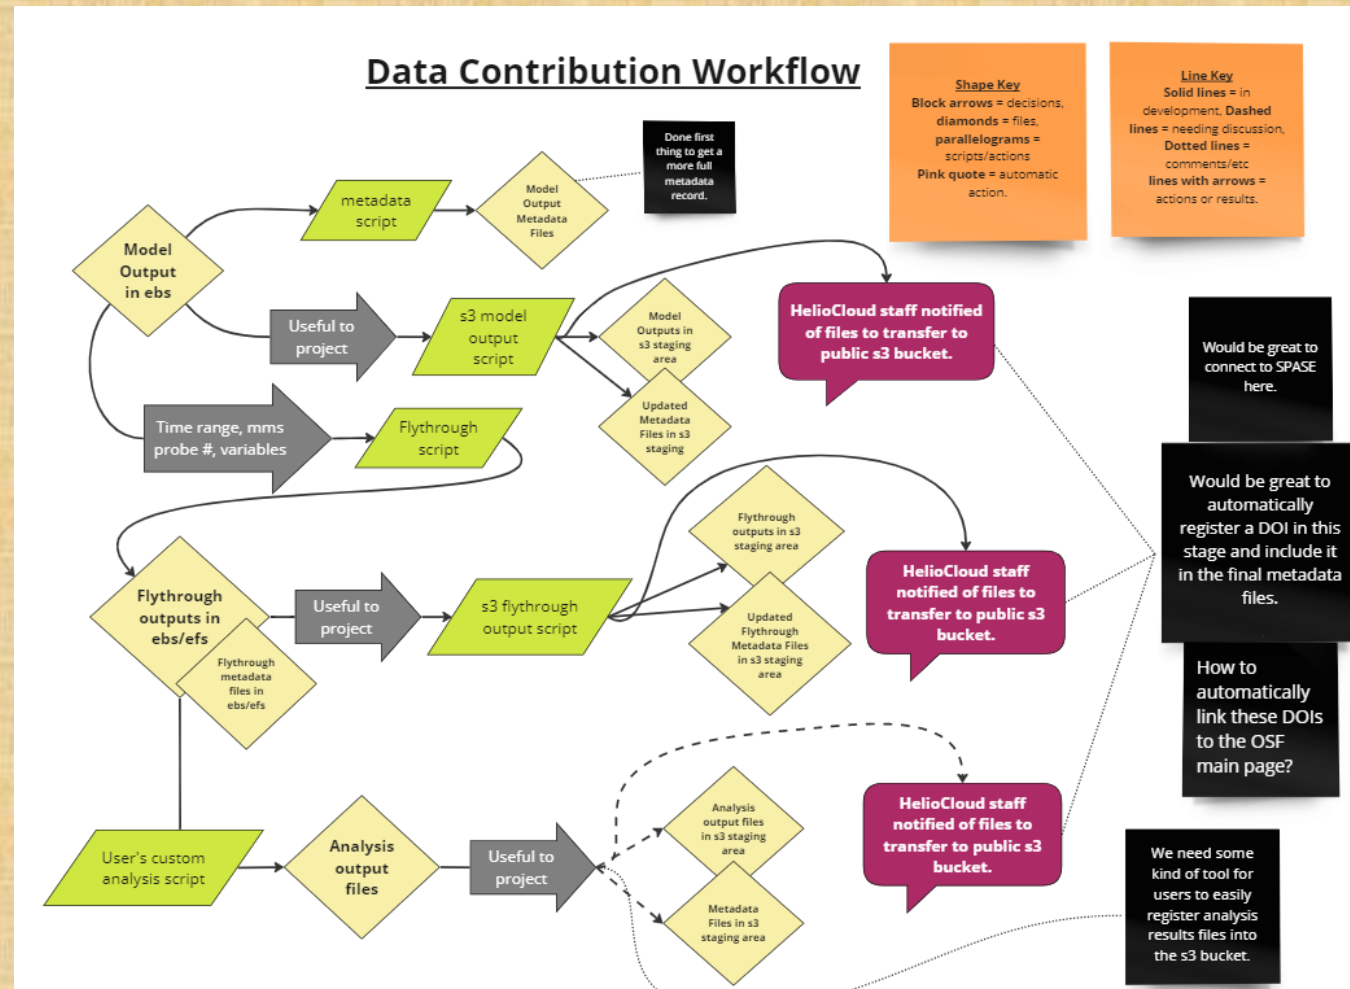 Data Contribution Workflow
Shape Key
Block arrows = decisions,
diamonds = files,
parallelograms =
scripts/actions
Pink quote = automatic
action.
Line Key
Solid lines = in
development, Dashed
lines = needing discussion,
Dotted lines =
comments/etc
lines with arrows =
actions or results.
Done first
thing to get a
more full
metadata
record.
metadata
script
Model
Output
Metadata
Files
Model
Output
in ebs
Useful to
project
s3 model
output
script
Model
Outputs in
s3 staging
area
Updated
Metadata
Files in s3
staging
HelioCloud staff notified
of files to transfer to
public s3 bucket.
Would be great to
connect to SPASE
here.
Time range, mms
probe #, variables
Flythrough
script
Would be great to
automatically
register a DOI in this
stage and include it
in the final metadata
files.
Flythrough
outputs in
ebs/efs
Flythrough
metadata
files in
ebs/efs
Useful to
project
s3 flythrough
output script
Flythrough
outputs in s3
staging area
Updated
Flythrough
Metadata Files
in s3 staging
area
HelioCloud staff
notified of files to
transfer to public s3
bucket.
How to
automatically
link these DOIs
to the OSF
main page?
User's custom
analysis script
Analysis
output
files
Useful to
project
Analysis
output files
in s3 staging
area
Metadata
Files in s3
staging area
HelioCloud staff
notified of files to
transfer to public s3
bucket.
We need some
kind of tool for
users to easily
register analysis
results files into
the s3 bucket.